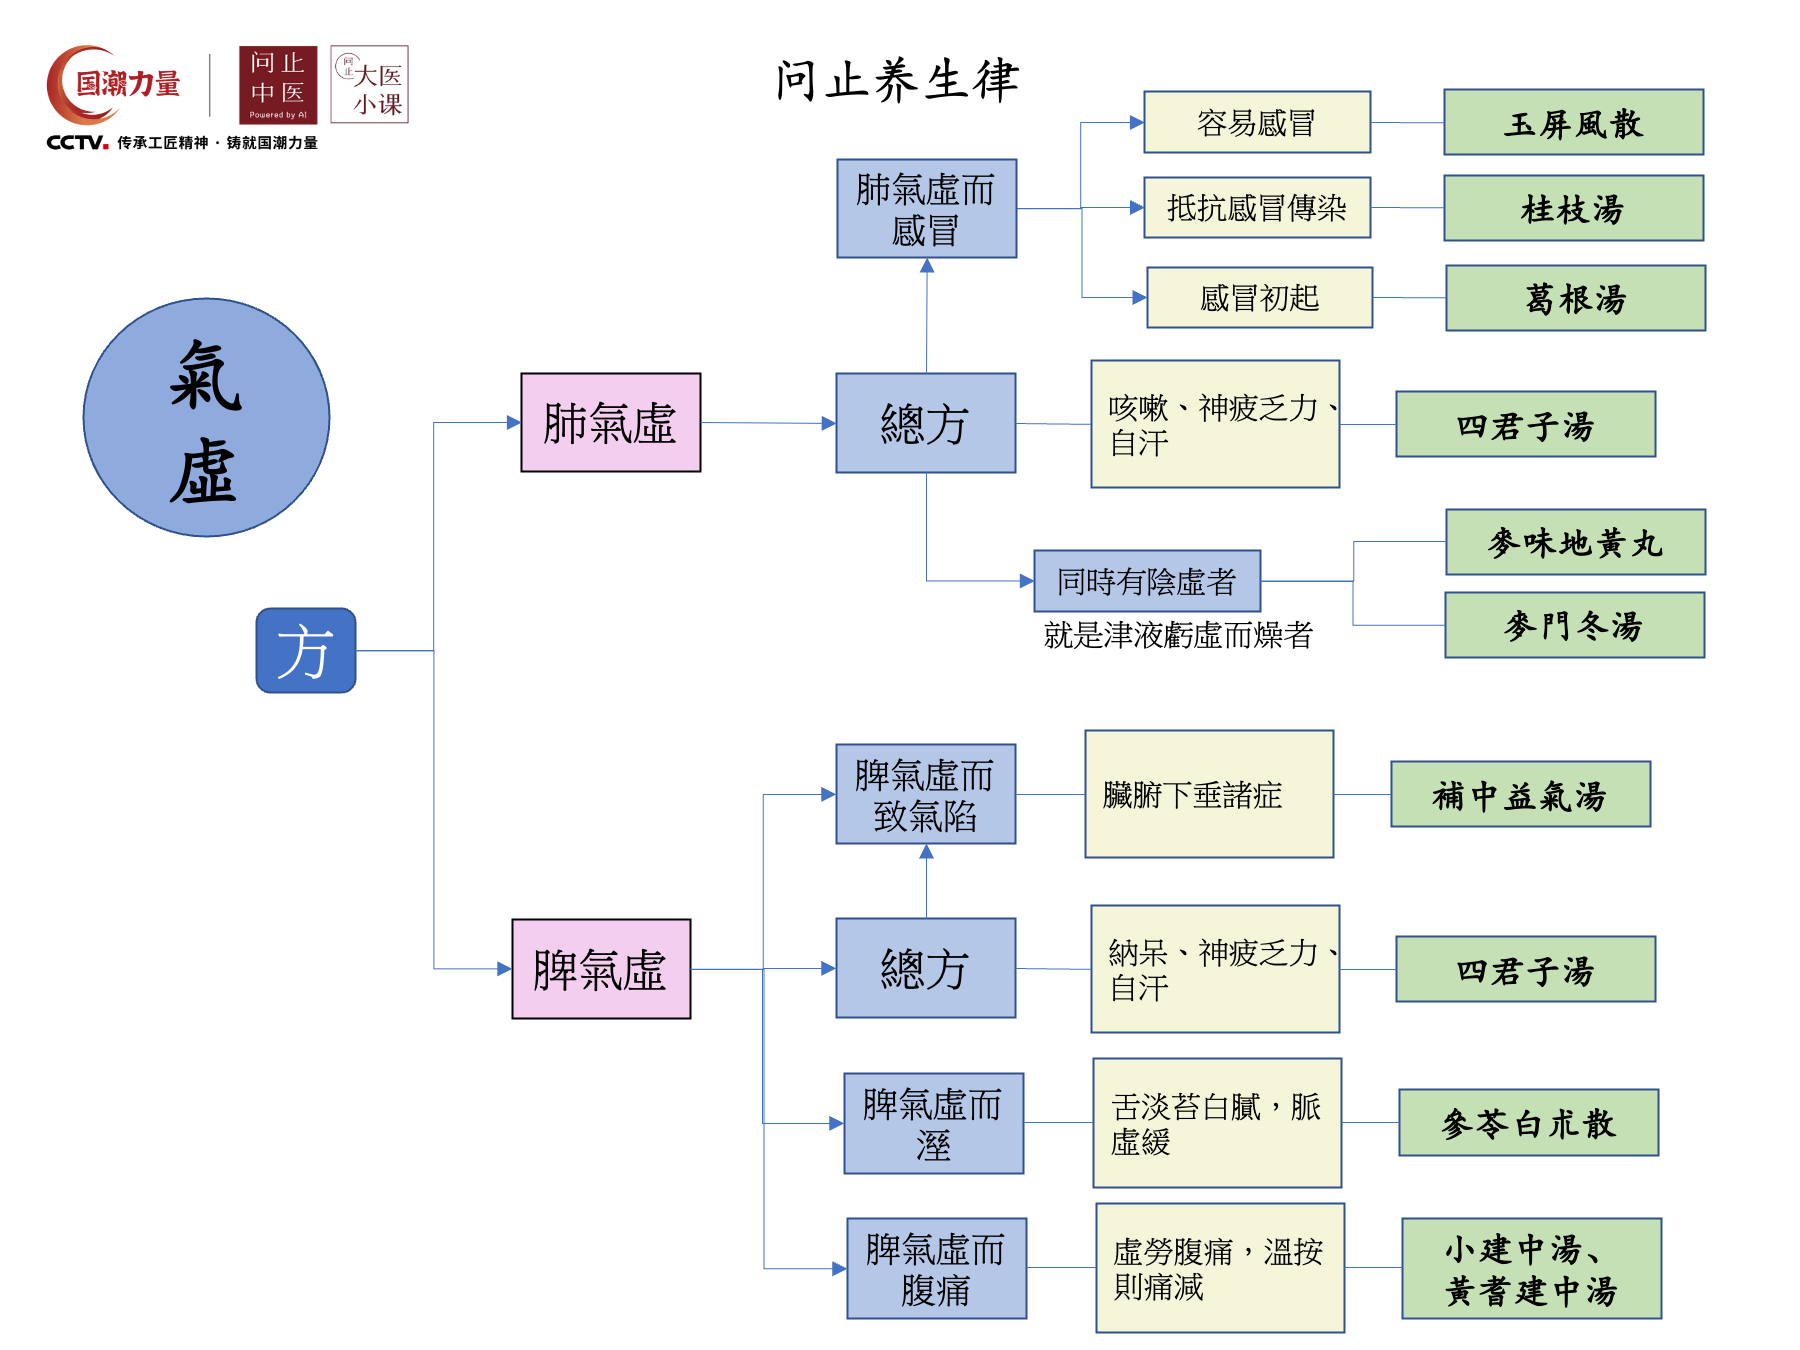 国潮力量
问止
中医
Powered by AI
问止
大医
小课
CCTV. 传承工匠精神·铸就国潮力量
问止养生律
氣
虛
方
肺氣虛
肺氣虛而
感冒
容易感冒
玉屏風散
抵抗感冒傳染
桂枝湯
感冒初起
葛根湯
總方
咳嗽、神疲乏力、
自汗
四君子湯
同時有陰虛者
就是津液虧虛而燥者
麥味地黃丸
麥門冬湯
脾氣虛
脾氣虛而
致氣陷
臟腑下垂諸症
補中益氣湯
總方
納呆、神疲乏力、
自汗
四君子湯
脾氣虛而
溼
舌淡苔白膩，脈
虛緩
參苓白朮散
脾氣虛而
腹痛
虛勞腹痛，溫按
則痛減
小建中湯、
黃耆建中湯